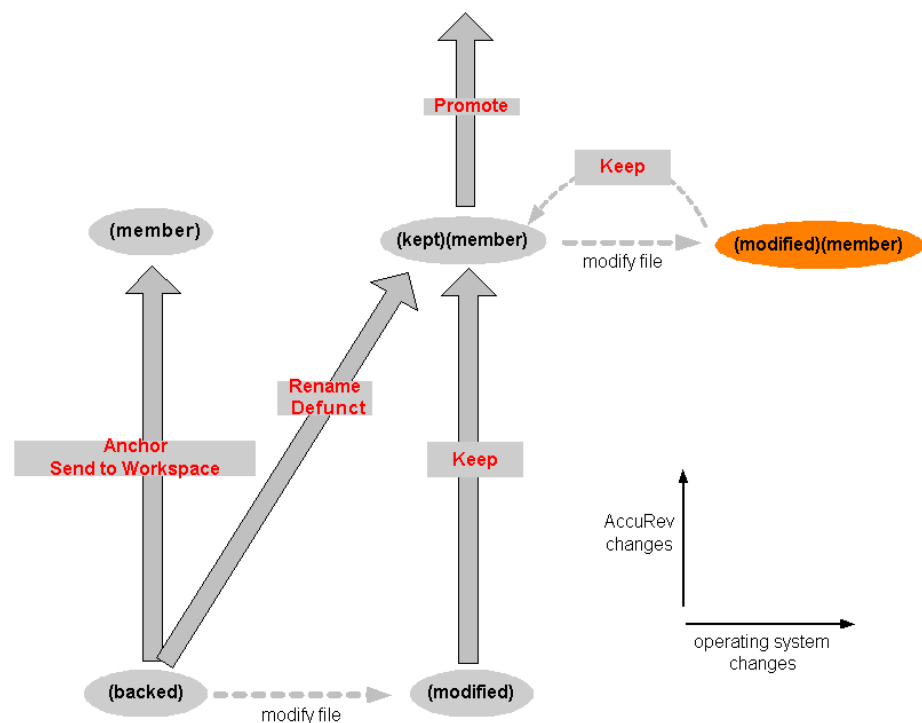 Promote
Keep
(member)
(kept)(member)
modify file
(modified)(member)
Rename
Defunct
Anchor
Send to Workspace
Keep
AccuRev
changes
operating system
changes
(backed)
modify file
(modified)